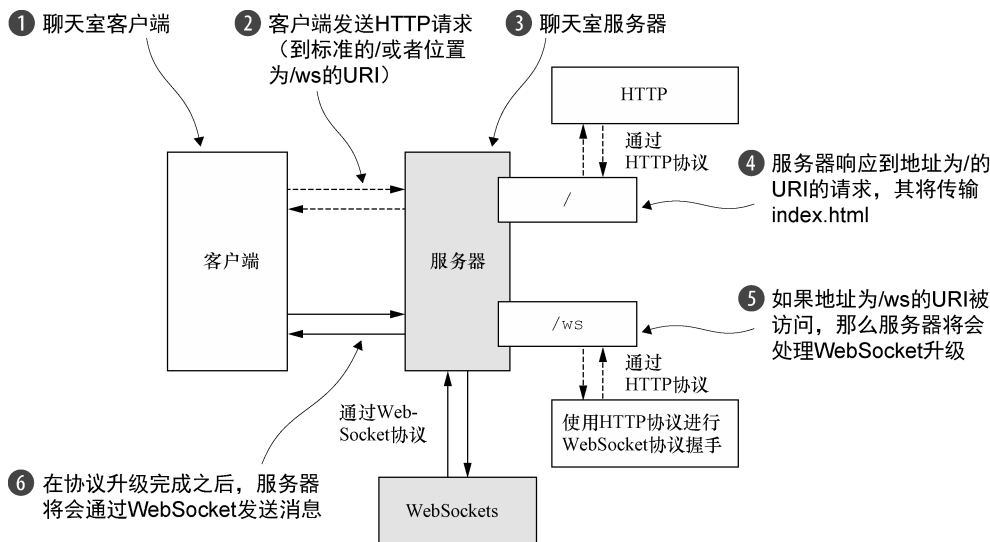 1 聊天室客户端
2 客户端发送HTTP请求
（到标准的/或者位置
为/ws的URI）
3 聊天室服务器
HTTP
通过
HTTP协议
4 服务器响应到地址为/的
URI的请求，其将传输
index.html
/
客户端
服务器
5 如果地址为/ws的URI被
访问，那么服务器将会
处理WebSocket升级
/ws
通过
HTTP协议
通过Web-
Socket协议
使用HTTP协议进行
WebSocket协议握手
6 在协议升级完成之后，服务器
将会通过WebSocket发送消息
WebSockets